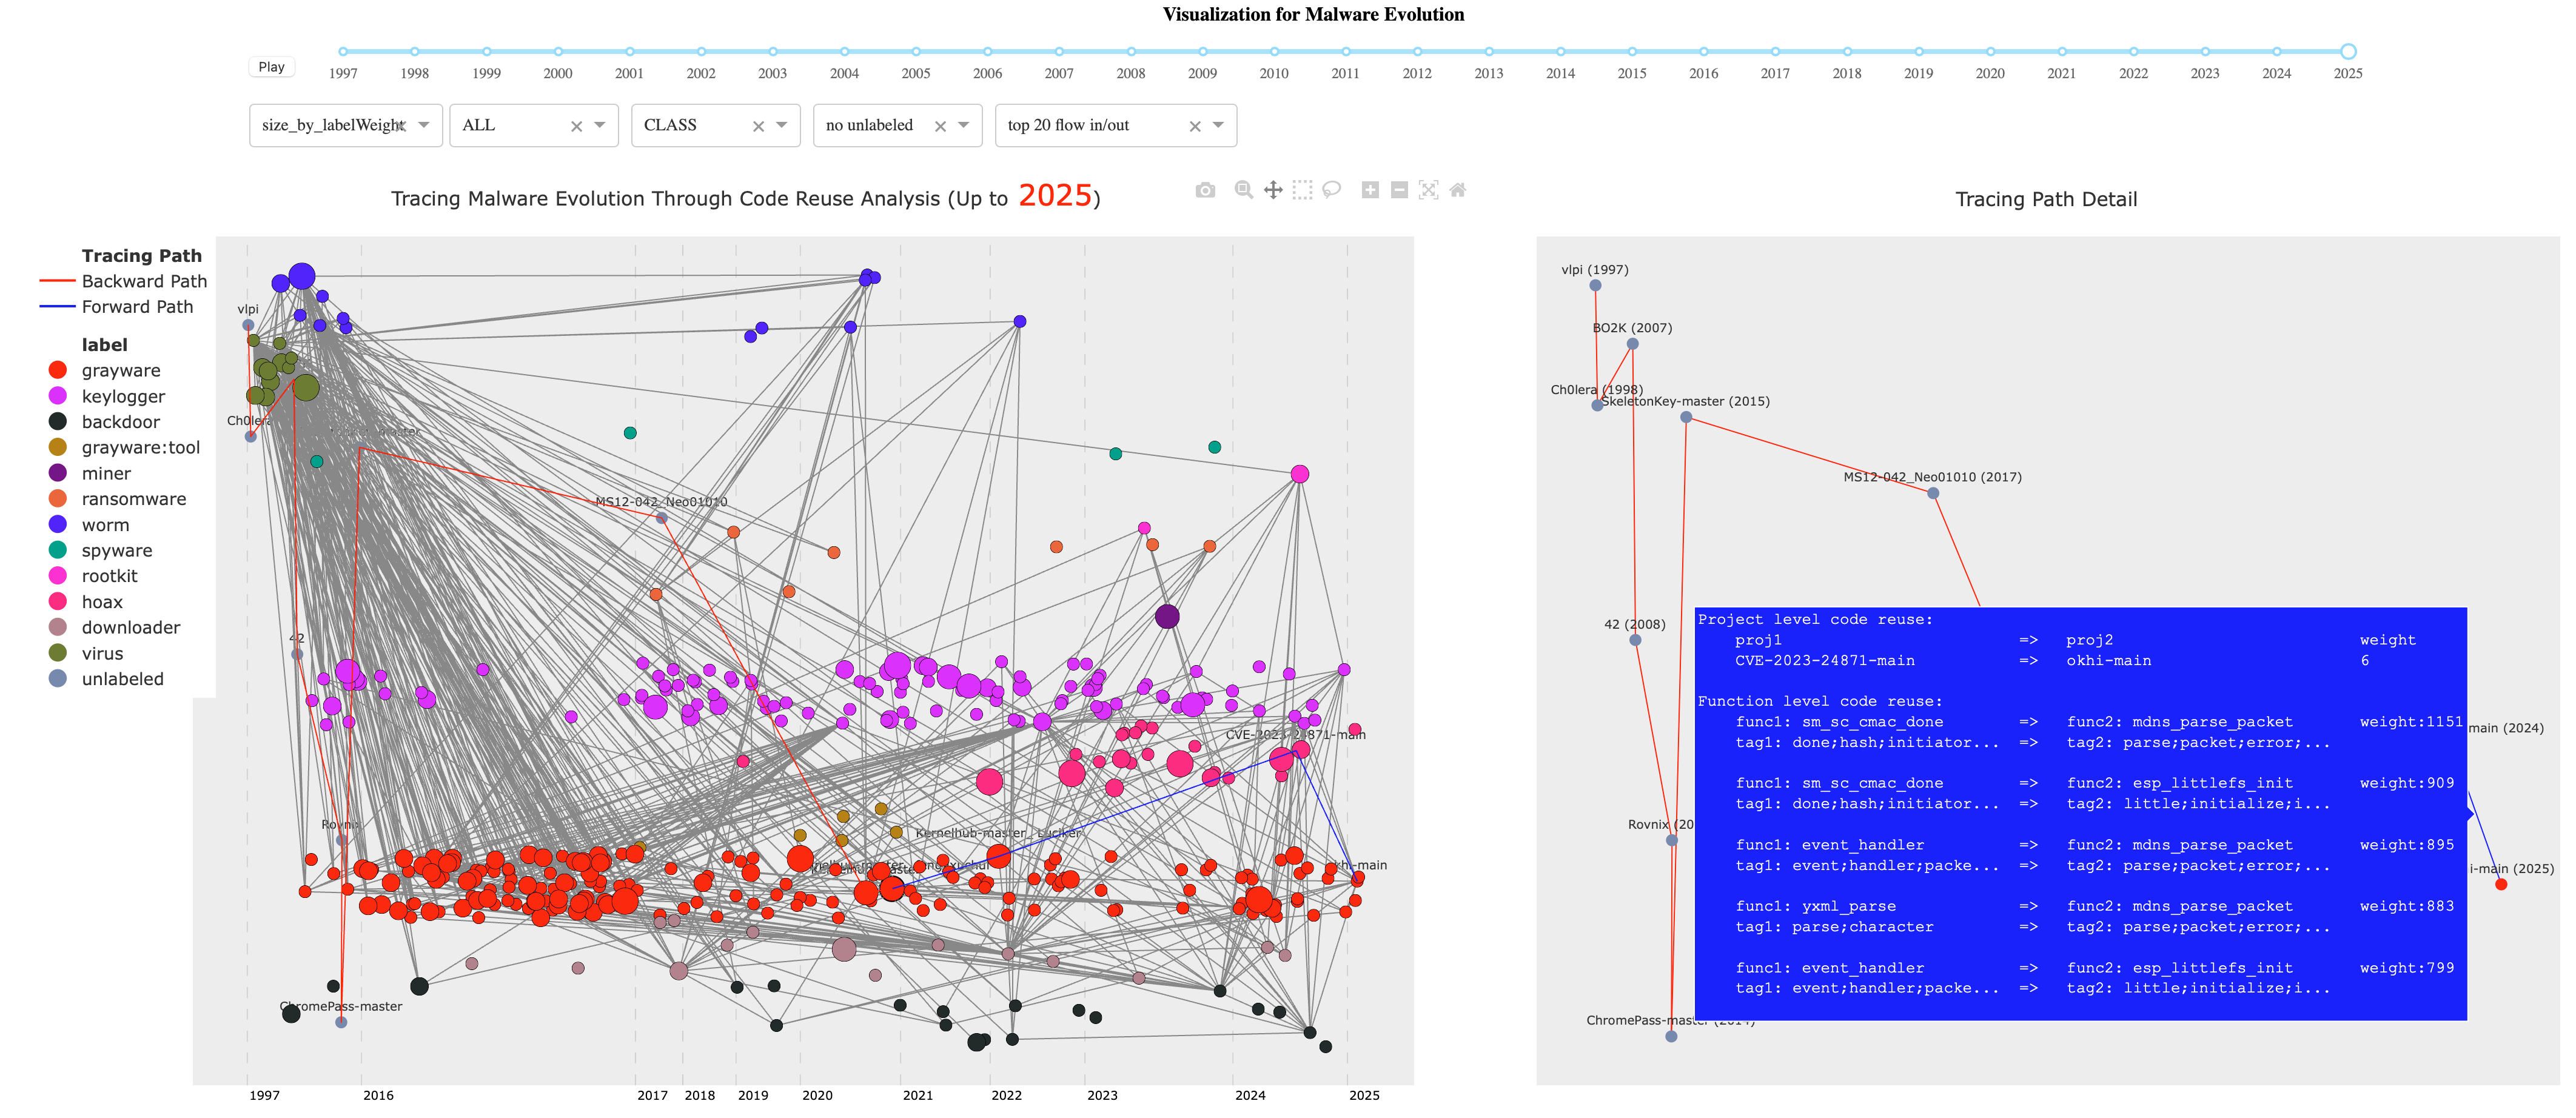 Visualization for Malware Evolution
Play
1997 1998 1999 2000 2001 2002 2003 2004 2005 2006 2007 2008 2009 2010 2011 2012 2013 2014 2015 2016 2017 2018 2019 2020 2021 2022 2023 2024 2025
size_by_labelWeight ALL CLASS no unlabeled top 20 flow in/out
Tracing Malware Evolution Through Code Reuse Analysis (Up to 2025)
Tracing Path
Backward Path
Forward Path
label
grayware
keylogger
backdoor
grayware:tool
miner
ransomware
worm
spyware
rootkit
hoax
downloader
virus
unlabeled
vlpi
Ch0lera
MS12-042_Neo01010
42
CVE-2023-24871-main
Rovnix
Kernelhub-master_ Luciker
khi-main
ChromePass-master
1997 2016 2017 2018 2019 2020 2021 2022 2023 2024 2025
Tracing Path Detail
vlpi (1997)
BO2K (2007)
Ch0lera (1998)
SkeletonKey-master (2015)
MS12-042_Neo01010 (2017)
42 (2008)
main (2024)
Rovnix (20
i-main (2025)
ChromePass-master (2014)
Project level code reuse:
proj1 => proj2 weight
CVE-2023-24871-main => okhi-main 6
Function level code reuse:
func1: sm_sc_cmac_done => func2: mdns_parse_packet weight:1151
tag1: done;hash;initiator... => tag2: parse;packet;error;...
func1: sm_sc_cmac_done => func2: esp_littlefs_init weight:909
tag1: done;hash;initiator... => tag2: little;initialize;i...
func1: event_handler => func2: mdns_parse_packet weight:895
tag1: event;handler;packe... => tag2: parse;packet;error;...
func1: yxml_parse => func2: mdns_parse_packet weight:883
tag1: parse;character => tag2: parse;packet;error;...
func1: event_handler => func2: esp_littlefs_init weight:799
tag1: event;handler;packe... => tag2: little;initialize;i...